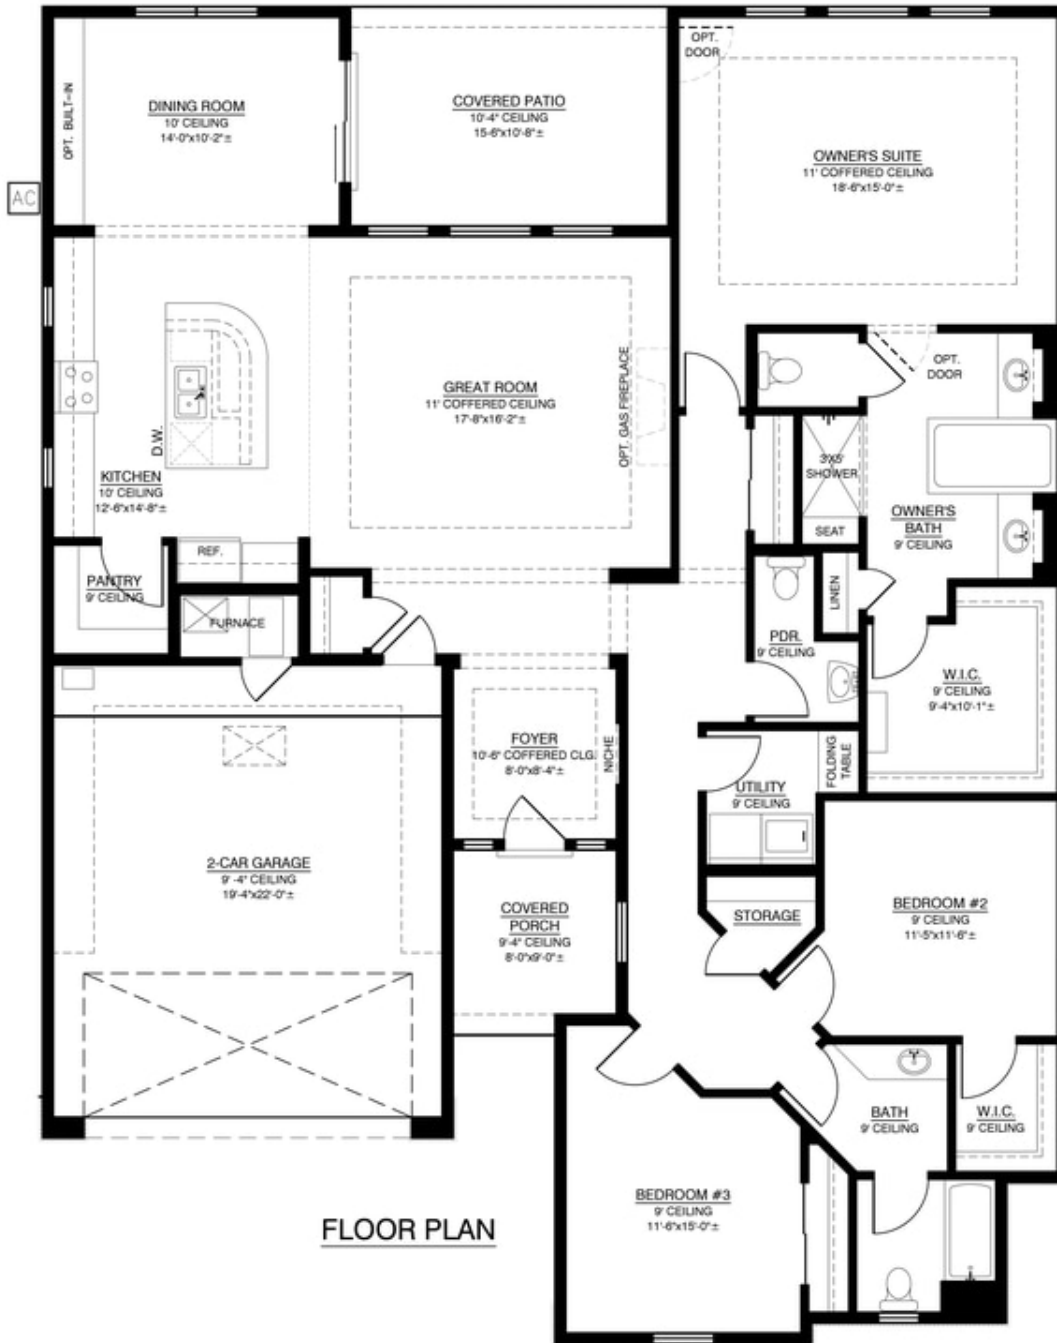 OPT.
DOOR
OPT. BUILT-IN
DINING ROOM
10' CEILING
14'-0"x10'-2"±
COVERED PATIO
10'-4" CEILING
15'-6"x10'-8"±
OWNER'S SUITE
11' COFFERED CEILING
18'-6"x15'-0"±
AC
GREAT ROOM
11' COFFERED CEILING
17'-8"x16'-2"±
OPT. GAS FIREPLACE
OPT.
DOOR
D.W.
KITCHEN
10' CEILING
12'-6"x14'-8"±
3'X5'
SHOWER
SEAT
OWNER'S
BATH
9' CEILING
REF.
PANTRY
9' CEILING
FURNACE
LINEN
PDR.
9' CEILING
W.I.C.
9' CEILING
9'-4"x10'-1"±
FOYER
10'-6" COFFERED CLG.
8'-0"x8'-4"±
NICHE
FOLDING
TABLE
UTILITY
9' CEILING
2-CAR GARAGE
9'-4" CEILING
19'-4"x22'-0"±
COVERED
PORCH
9'-4" CEILING
8'-0"x9'-0"±
STORAGE
BEDROOM #2
9' CEILING
11'-5"x11'-6"±
BATH
9' CEILING
W.I.C.
9' CEILING
BEDROOM #3
9' CEILING
11'-6"x15'-0"±
FLOOR PLAN